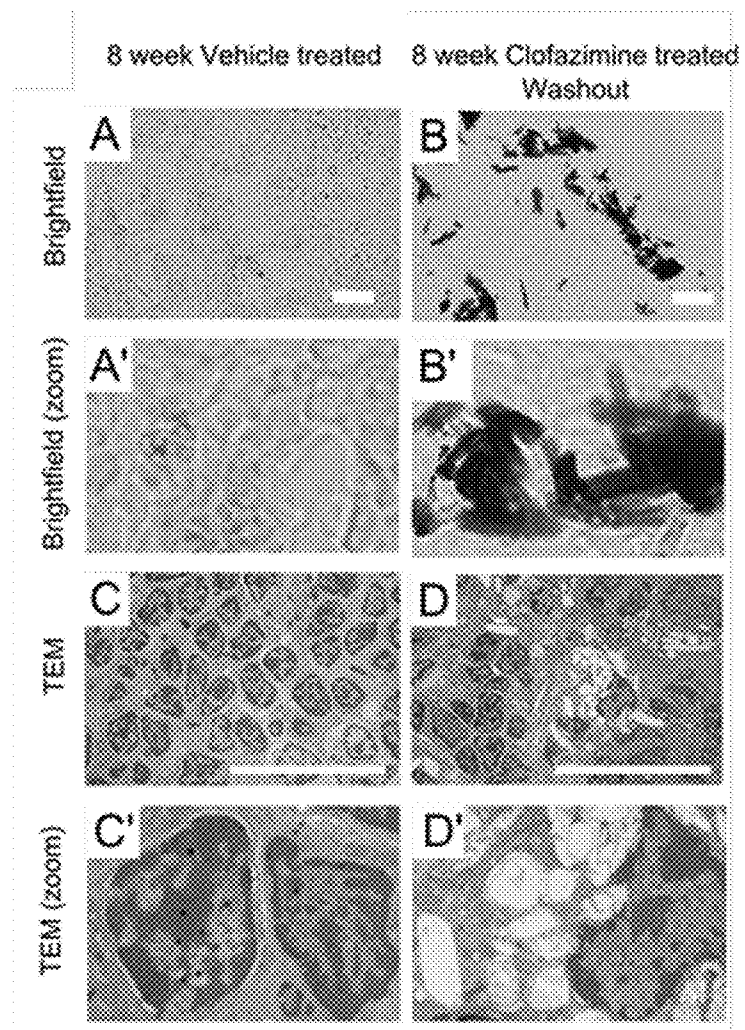 8 week Vehicle treated
8 week Clofazimine treated
Washout
Brightfield
A
B
Brightfield (zoom)
A'
B'
TEM
C
D
TEM (zoom)
C'
D'